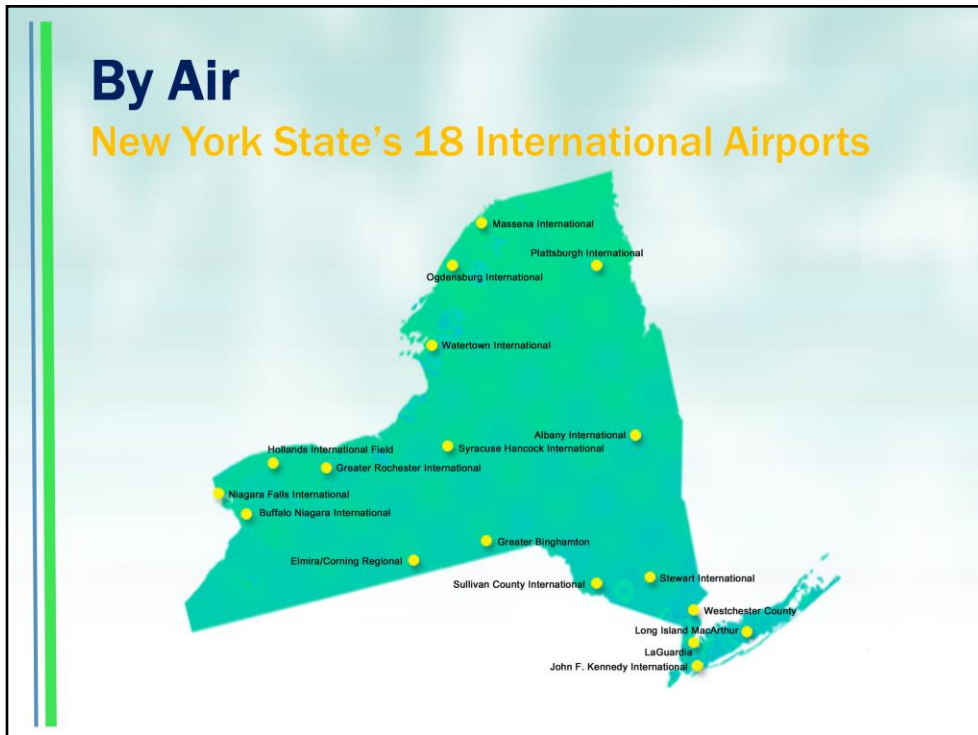 By Air
New York State’s 18 International Airports
Massena International
Plattsburgh International
Ogdensburg International
Watertown International
Albany International
Hollands International Field
Syracuse Hancock International
Greater Rochester International
Niagara Falls International
Buffalo Niagara International
Greater Binghamton
Elmira/Corning Regional
Stewart International
Sullivan County International
Westchester County
Long Island MacArthur
LaGuardia
John F. Kennedy International